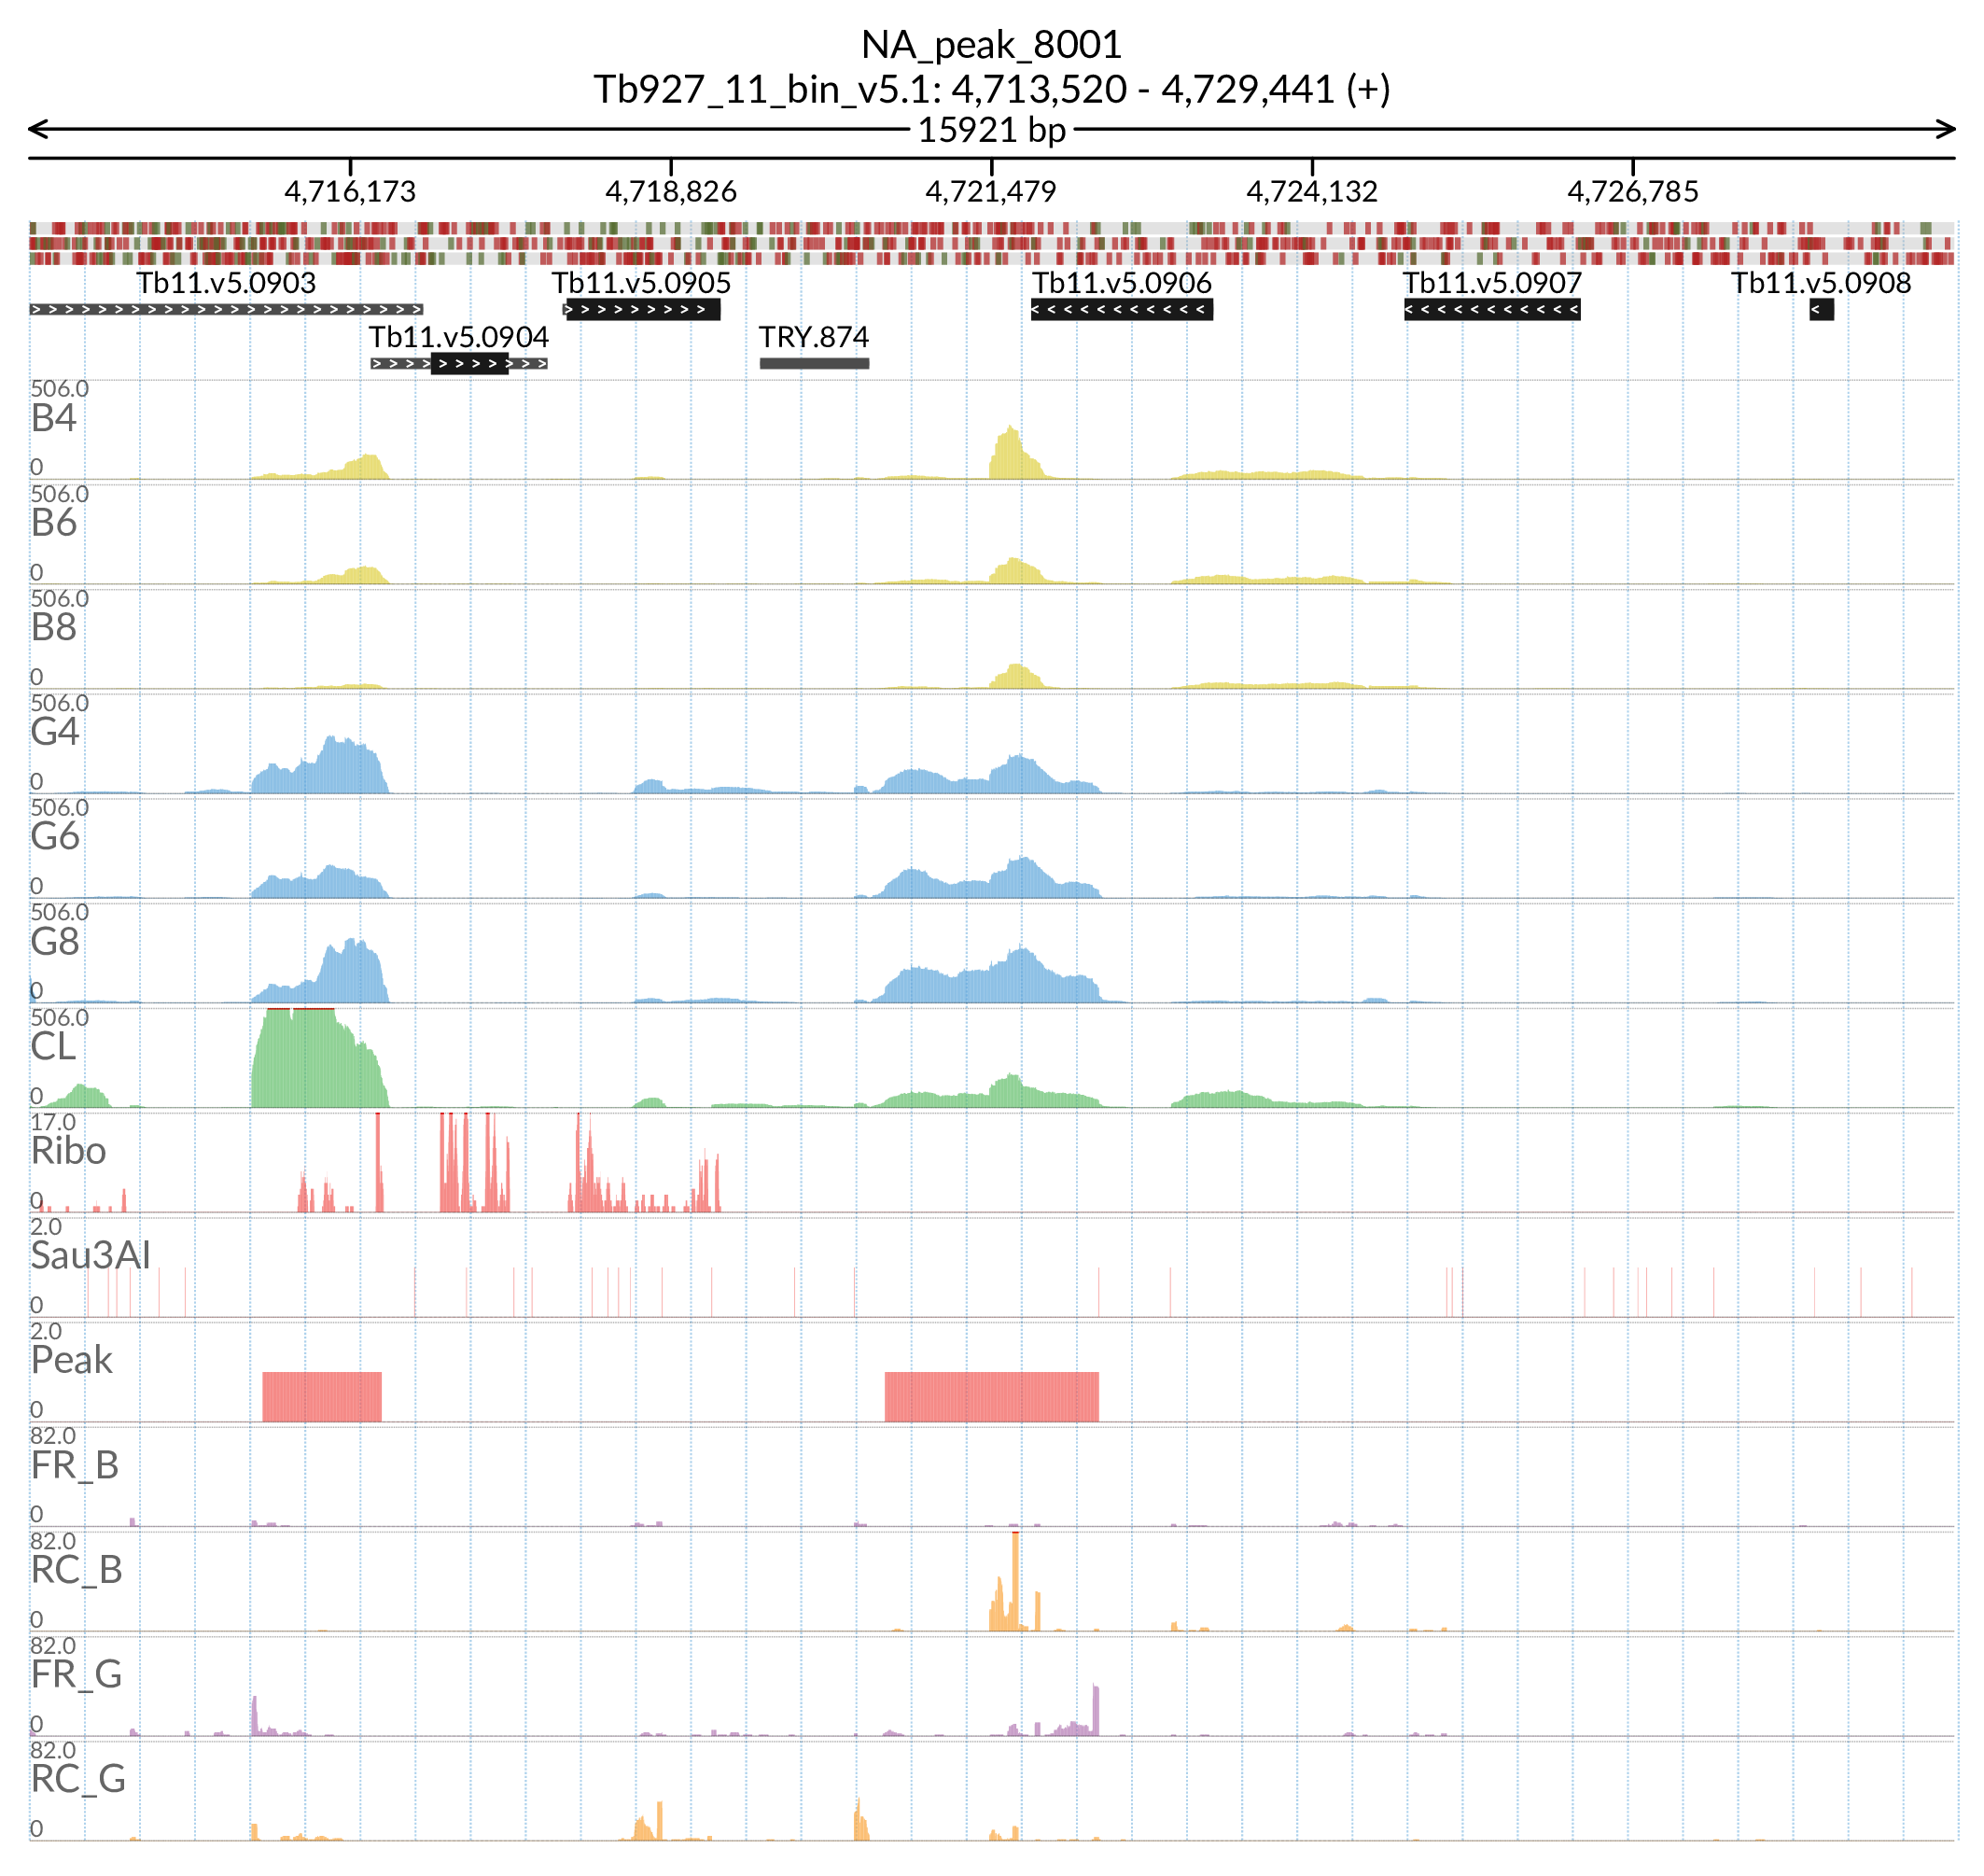 NA_peak_8001
Tb927_11_bin_v5.1: 4,713,520 - 4,729,441 (+)
15921 bp
4,716,173 4,718,826 4,721,479 4,724,132 4,726,785
Tb11.v5.0903 Tb11.v5.0905 Tb11.v5.0906 Tb11.v5.0907 Tb11.v5.0908
Tb11.v5.0904 TRY.874
506.0
B4
0
506.0
B6
0
506.0
B8
0
506.0
G4
0
506.0
G6
0
506.0
G8
0
506.0
CL
0
17.0
Ribo
0
2.0
Sau3AI
0
2.0
Peak
0
82.0
FR_B
0
82.0
RC_B
0
82.0
FR_G
0
82.0
RC_G
0